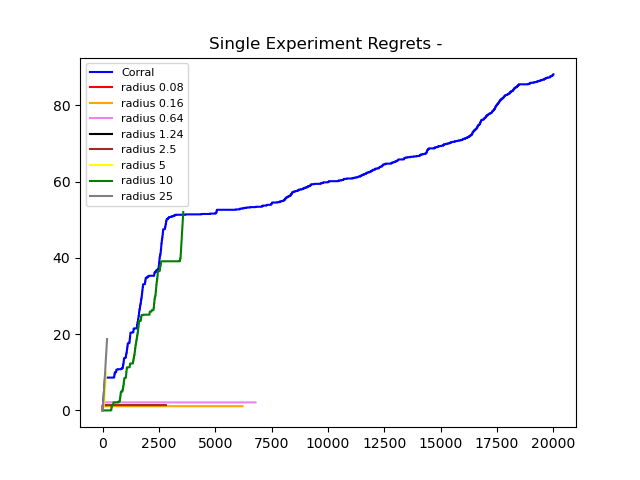 Single Experiment Regrets -
Corral
radius 0.08
radius 0.16
radius 0.64
radius 1.24
radius 2.5
radius 5
radius 10
radius 25
80
60
40
20
0
0 2500 5000 7500 10000 12500 15000 17500 20000